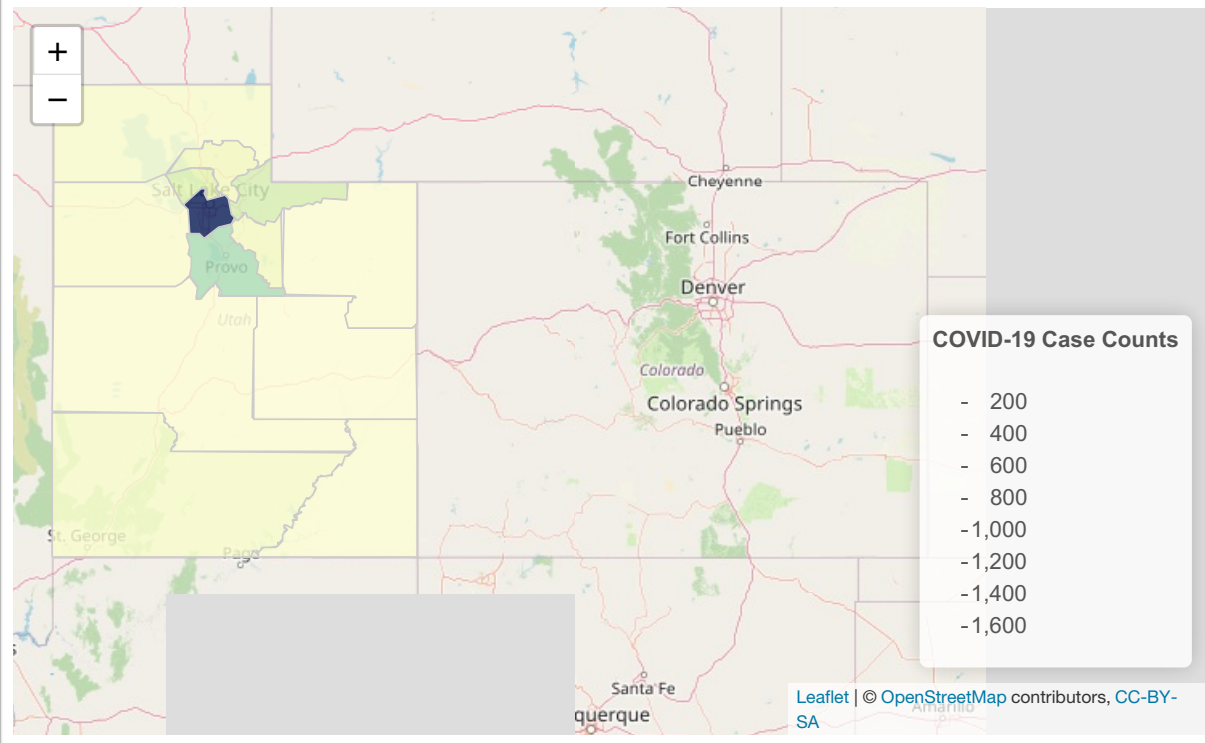 +
−
Salt Lake City
Cheyenne
Fort Collins
Provo
Denver
Utah
COVID-19 Case Counts
Colorado
- 200
Colorado Springs
- 400
Pueblo
- 600
- 800
-1,000
St. George
Page
-1,200
-1,400
-1,600
Santa Fe
Leaflet | © OpenStreetMap contributors, CC-BY-
SA
Amarillo
querque